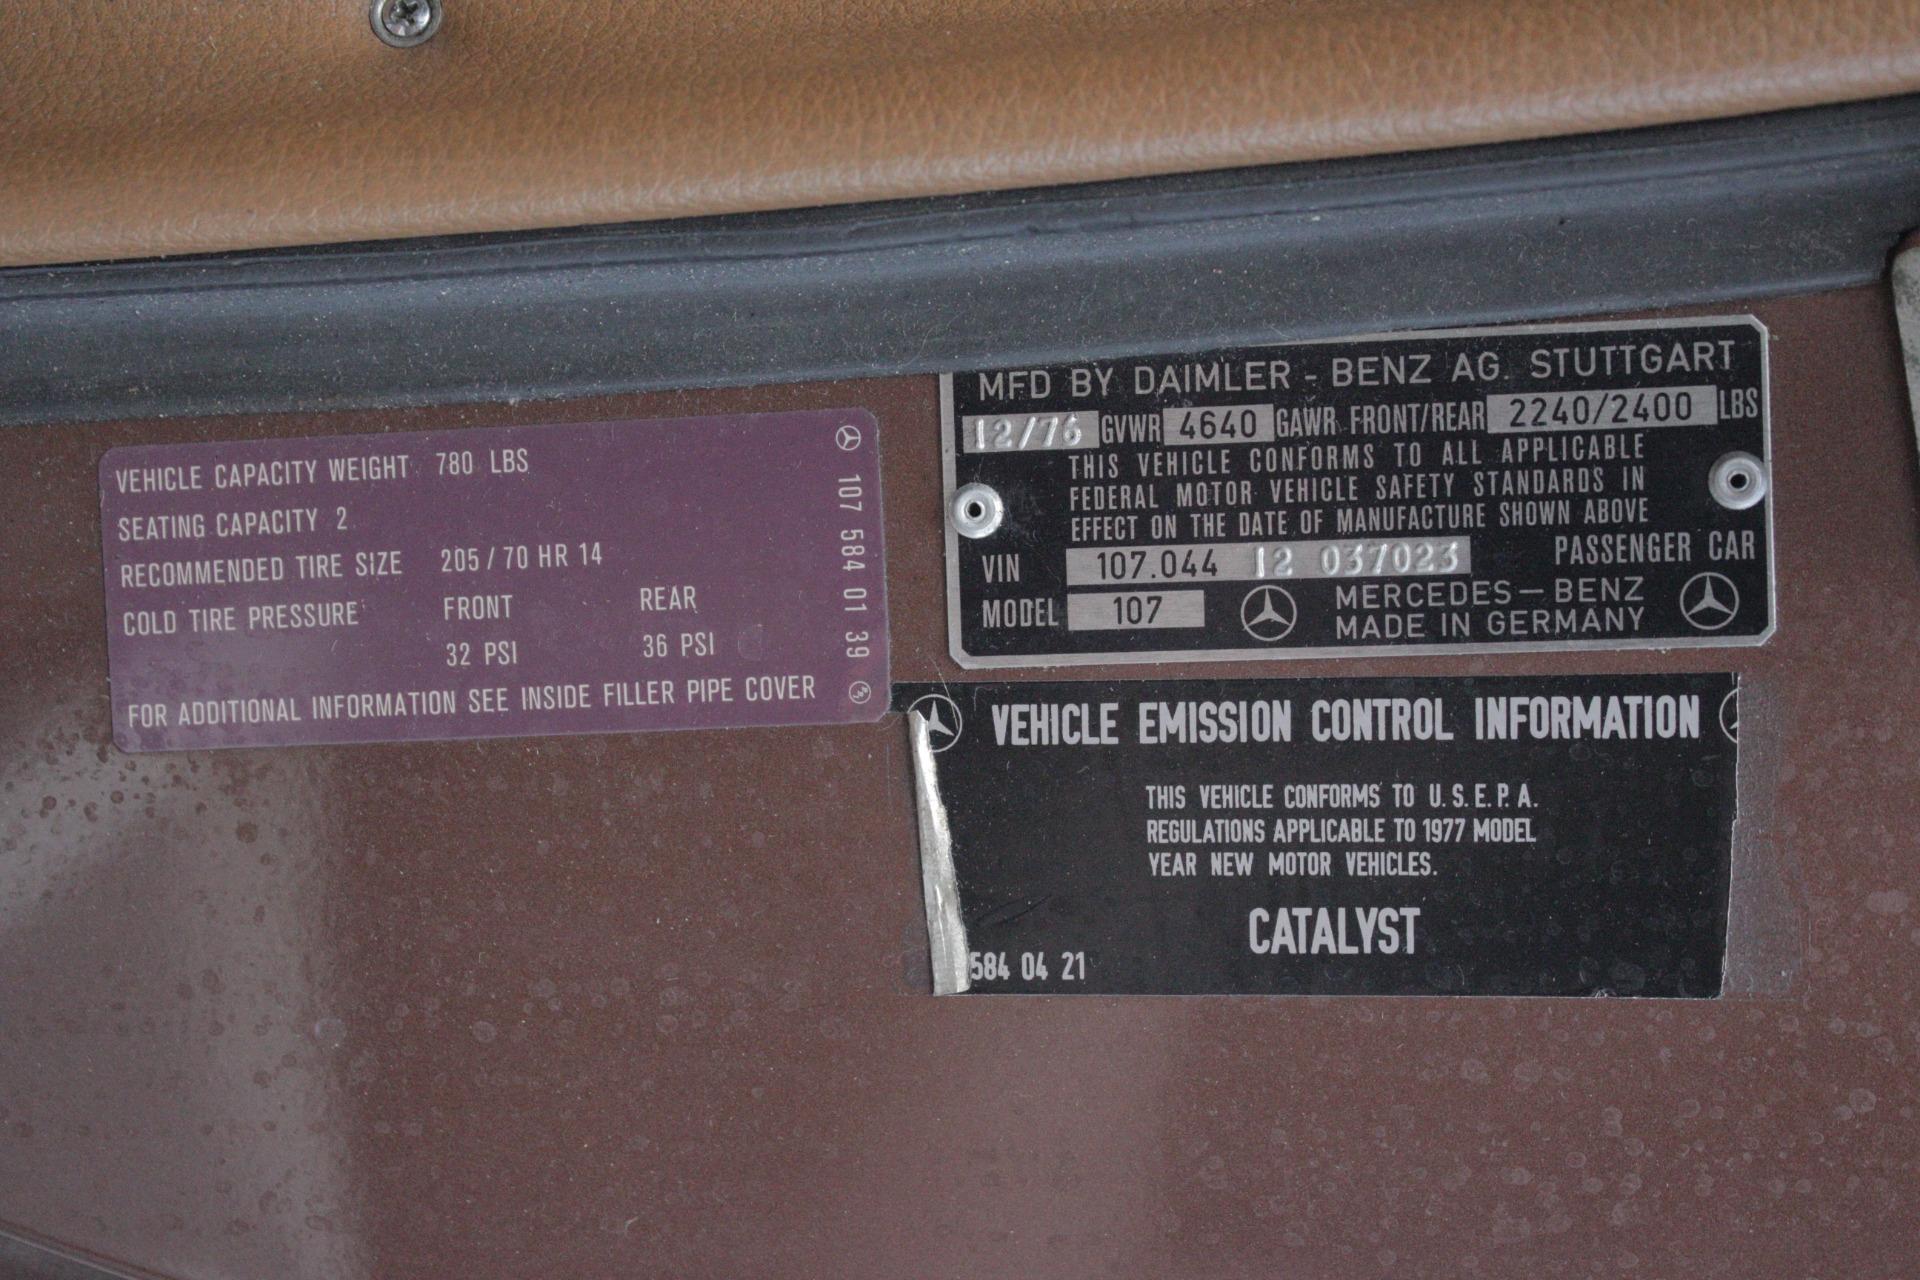 VEHICLE CAPACITY WEIGHT 780 LBS
SEATING CAPACITY 2
RECOMMENDED TIRE SIZE 205/70 HR 14
COLD TIRE PRESSURE FRONT REAR
32 PSI 36 PSI
FOR ADDITIONAL INFORMATION SEE INSIDE FILLER PIPE COVER
107 584 01 39
MFD BY DAIMLER - BENZ AG. STUTTGART
12/76 GVWR 4640 GAWR FRONT/REAR 2240/2400 LBS
THIS VEHICLE CONFORMS TO ALL APPLICABLE
FEDERAL MOTOR VEHICLE SAFETY STANDARDS IN
EFFECT ON THE DATE OF MANUFACTURE SHOWN ABOVE
VIN 107.044 12 037023 PASSENGER CAR
MODEL 107 MERCEDES-BENZ
MADE IN GERMANY
VEHICLE EMISSION CONTROL INFORMATION
THIS VEHICLE CONFORMS TO U.S.E.P.A.
REGULATIONS APPLICABLE TO 1977 MODEL
YEAR NEW MOTOR VEHICLES.
CATALYST
584 04 21